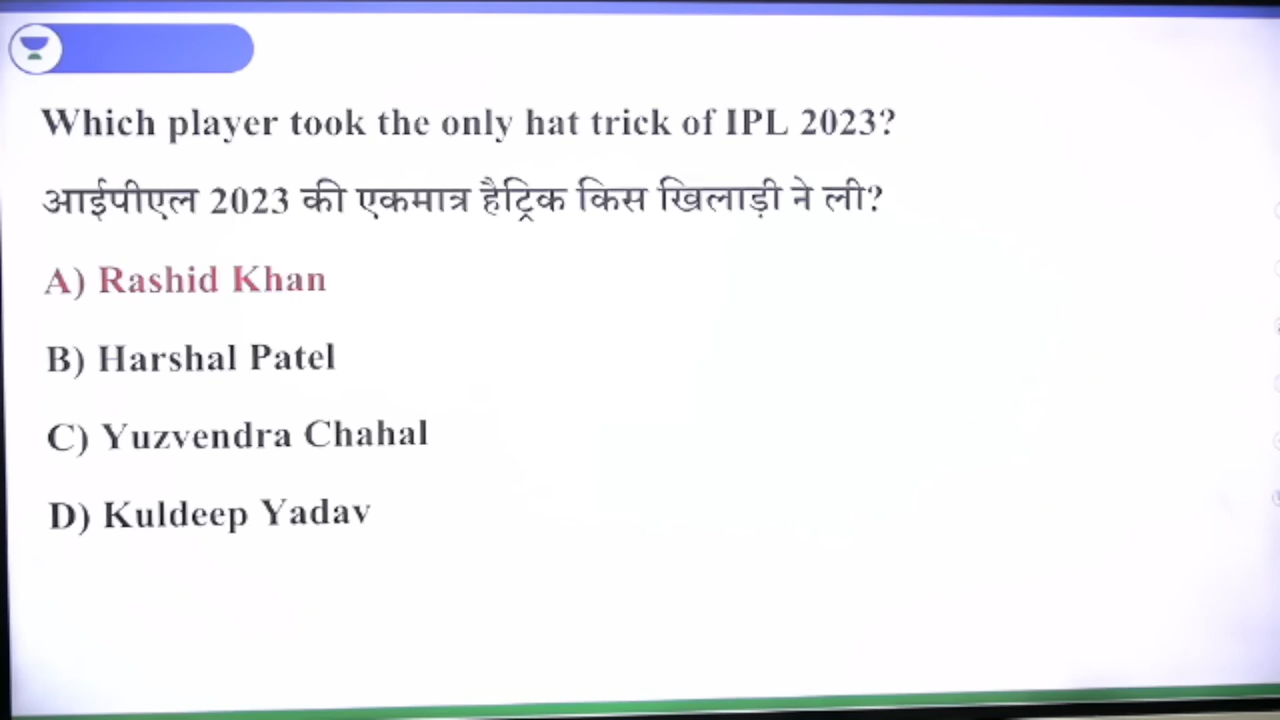 Which player took the only hat trick of IPL 2023?
आईपीएल 2023 की एकमात्र हैट्रिक किस खिलाड़ी ने ली?
A) Rashid Khan
B) Harshal Patel
C) Yuzvendra Chahal
D) Kuldeep Yadav